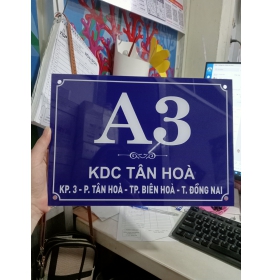 A3
KDC TÂN HOÀ
KP. 3 - P. TÂN HOÀ - TP. BIÊN HOÀ - T. ĐỒNG NAI